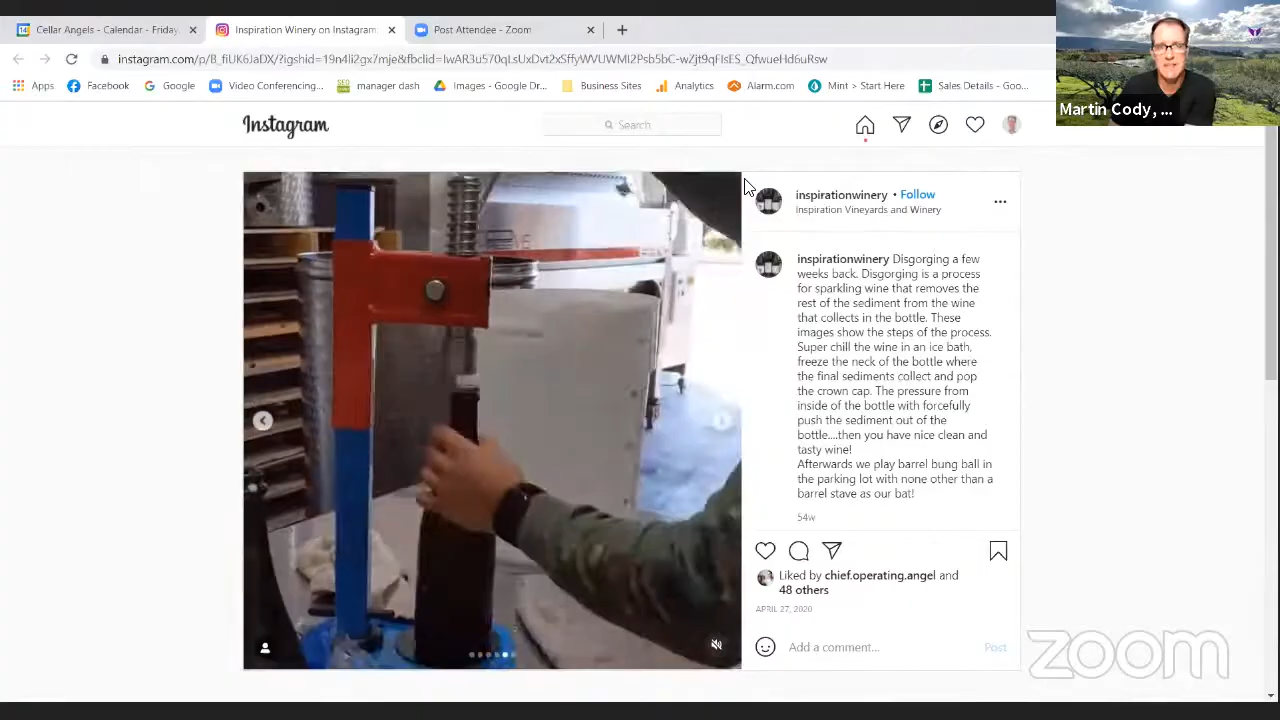 Cellar Angels - Calendar - Friday
Inspiration Winery on Instagram
Post Attendee - Zoom
Apps
Facebook
Google
Video Conferencing...
manager dash
Images - Google Dr...
Business Sites
Analytics
Alarm.com
Mint > Start Here
Sales Details - Goo...
Martin Cody, ...
Instagram
Search
inspirationwinery • Follow
Inspiration Vineyards and Winery
inspirationwinery Disgorging a few
weeks back. Disgorging is a process
for sparkling wine that removes the
rest of the sediment from the wine
that collects in the bottle. These
images show the steps of the process.
Super chill the wine in an ice bath,
freeze the neck of the bottle where
the final sediments collect and pop
the crown cap. The pressure from
inside of the bottle with forcefully
push the sediment out of the
bottle....then you have nice clean and
tasty wine!
Afterwards we play barrel bung ball in
the parking lot with none other than a
barrel stave as our bat!
54w
Liked by chief.operating.angel and
48 others
APRIL 27, 2020
Add a comment...
Post
zoom